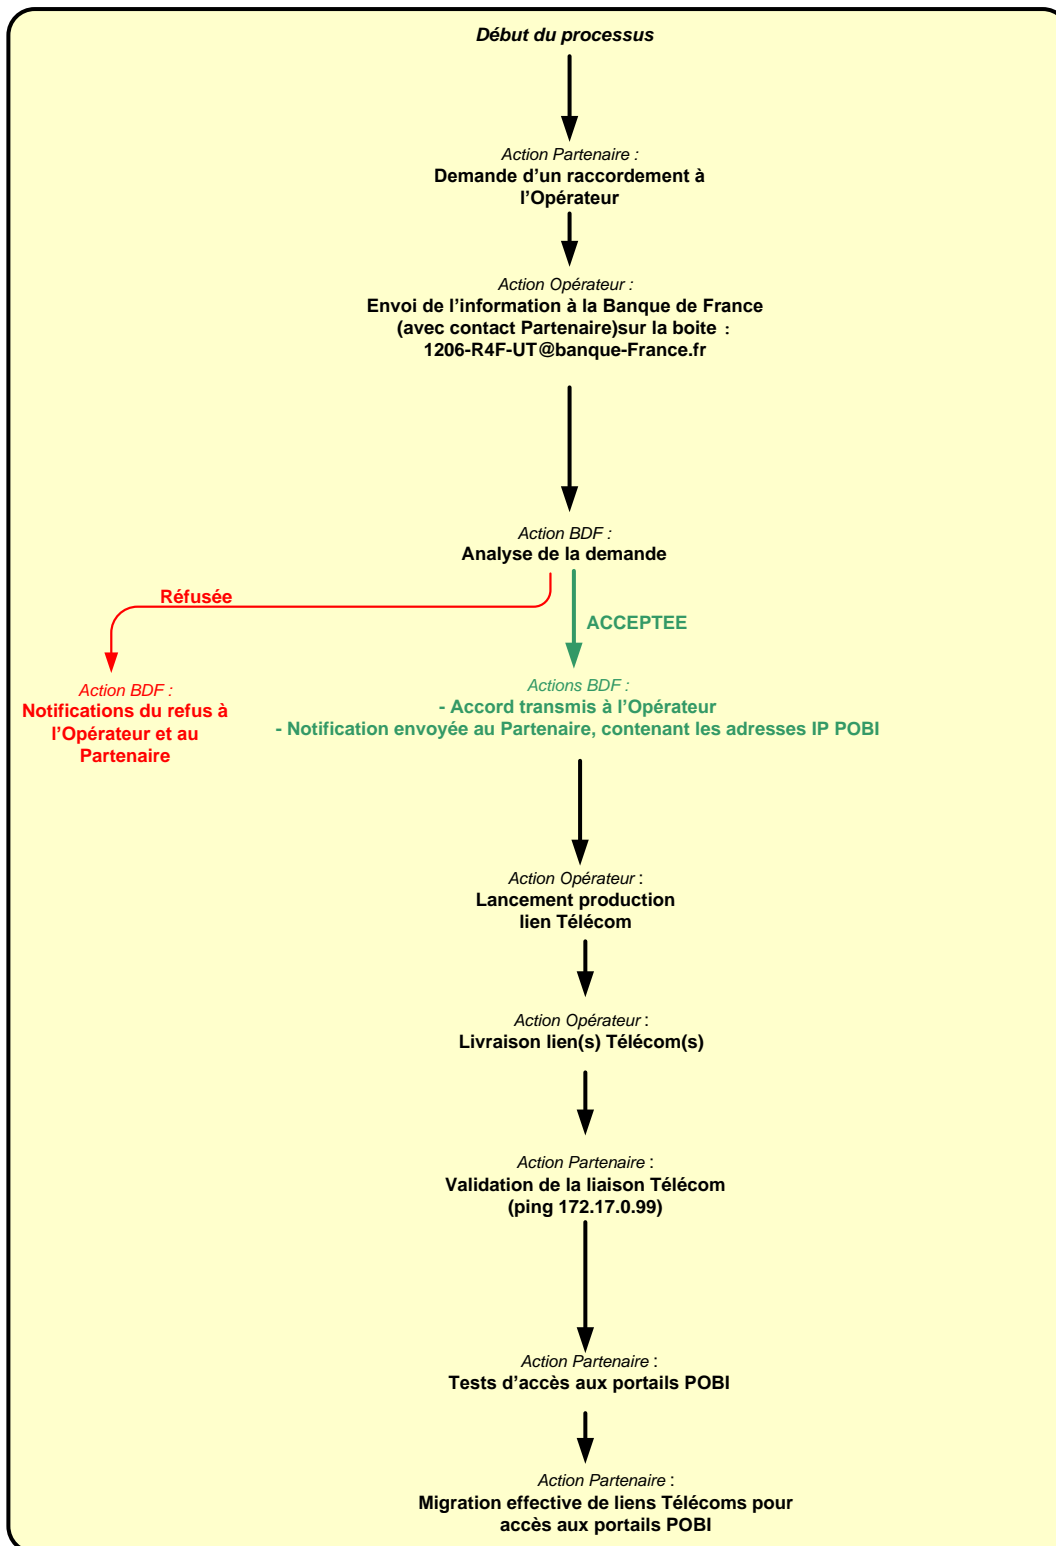 Début du processus
Action Partenaire :
Demande d’un raccordement à
l’Opérateur
Action Opérateur :
Envoi de l’information à la Banque de France
(avec contact Partenaire)sur la boite :
1206-R4F-UT@banque-France.fr
Action BDF :
Analyse de la demande
Réfusée
ACCEPTEE
Action BDF :
Notifications du refus à
l’Opérateur et au
Partenaire
Actions BDF :
- Accord transmis à l’Opérateur
- Notification envoyée au Partenaire, contenant les adresses IP POBI
Action Opérateur :
Lancement production
lien Télécom
Action Opérateur :
Livraison lien(s) Télécom(s)
Action Partenaire :
Validation de la liaison Télécom
(ping 172.17.0.99)
Action Partenaire :
Tests d’accès aux portails POBI
Action Partenaire :
Migration effective de liens Télécoms pour
accès aux portails POBI